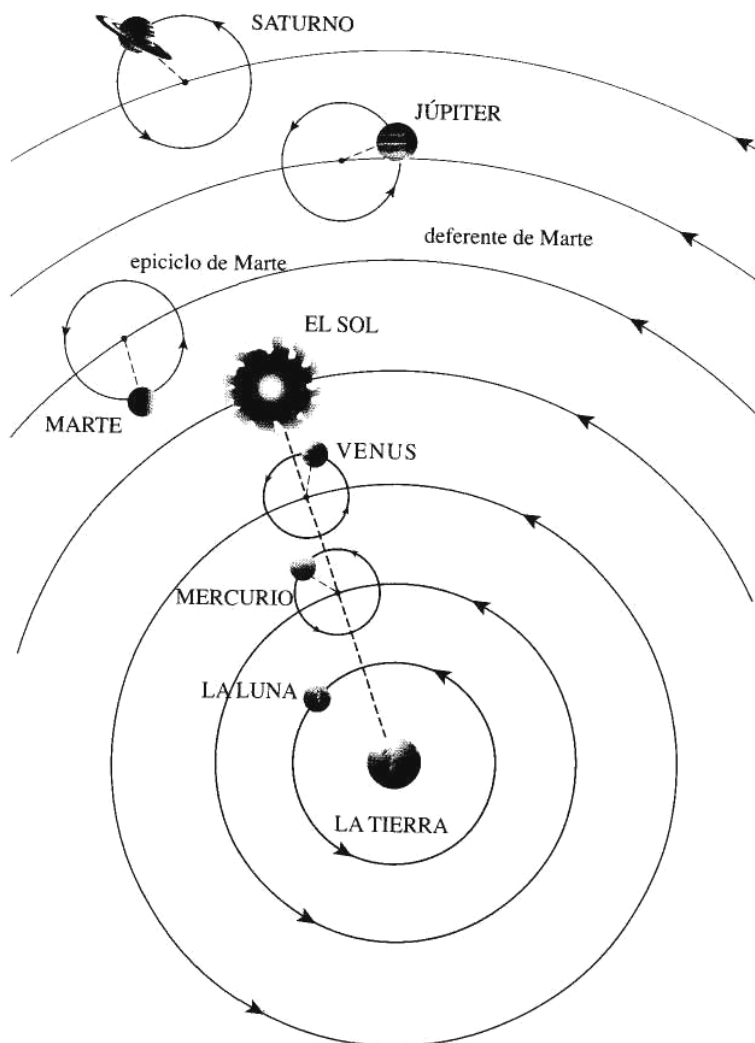 SATURNO
JÚPITER
deferente de Marte
epiciclo de Marte
EL SOL
MARTE
VENUS
MERCURIO
LA LUNA
LA TIERRA